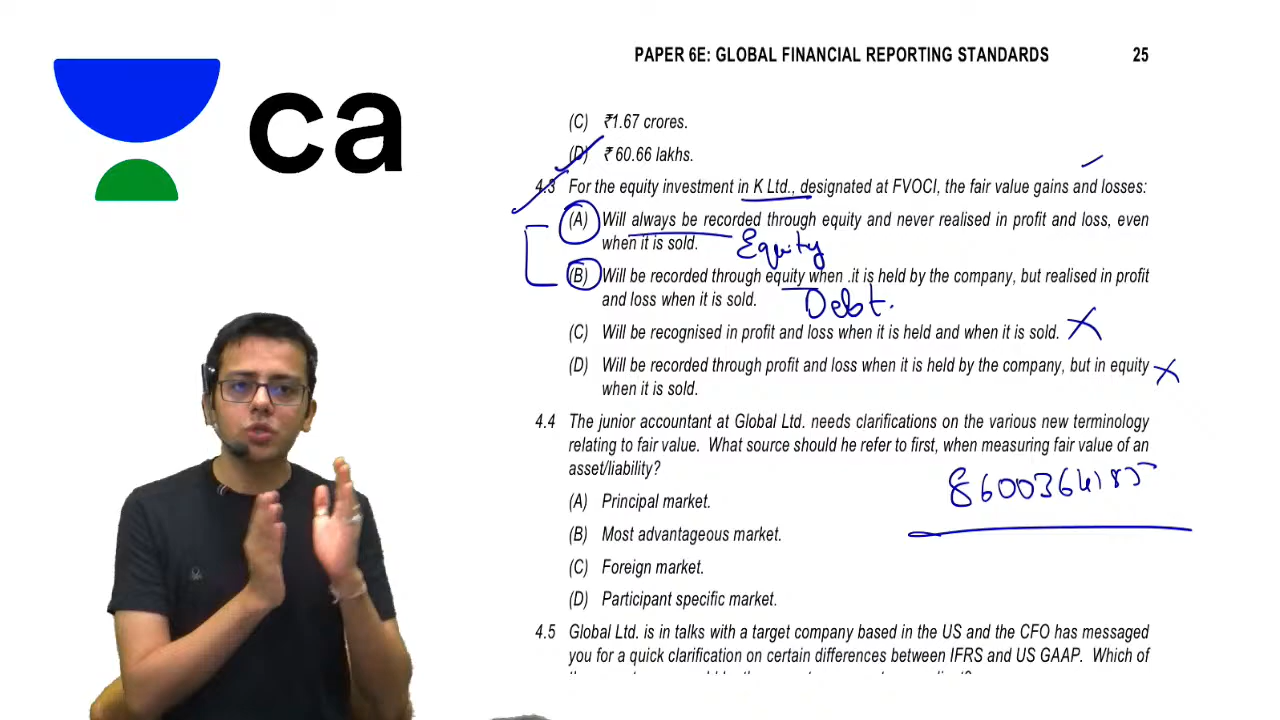 ca
PAPER 6E: GLOBAL FINANCIAL REPORTING STANDARDS 25
(C) ₹1.67 crores.
(D) ₹ 60.66 lakhs.
4.3 For the equity investment in K Ltd., designated at FVOCI, the fair value gains and losses:
(A) Will always be recorded through equity and never realised in profit and loss, even
when it is sold.
Equity
(B) Will be recorded through equity when .it is held by the company, but realised in profit
and loss when it is sold.
Debt.
(C) Will be recognised in profit and loss when it is held and when it is sold.
(D) Will be recorded through profit and loss when it is held by the company, but in equity
when it is sold.
4.4 The junior accountant at Global Ltd. needs clarifications on the various new terminology
relating to fair value. What source should he refer to first, when measuring fair value of an
asset/liability?
(A) Principal market.
(B) Most advantageous market.
(C) Foreign market.
(D) Participant specific market.
4.5 Global Ltd. is in talks with a target company based in the US and the CFO has messaged
you for a quick clarification on certain differences between IFRS and US GAAP. Which of